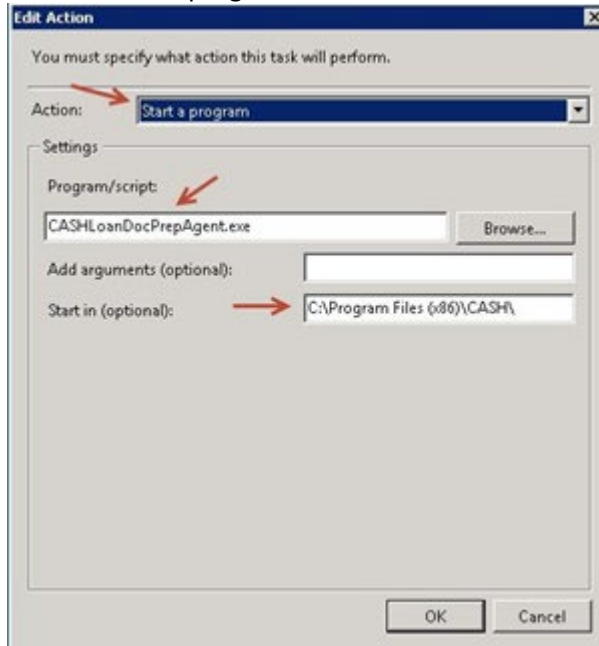 Edit Action
You must specify what action this task will perform.
Action: Start a program
Settings
Program/script:
CASHLoanDocPrepAgent.exe Browse...
Add arguments (optional):
Start in (optional): C:\Program Files (x86)\CASH\
OK Cancel